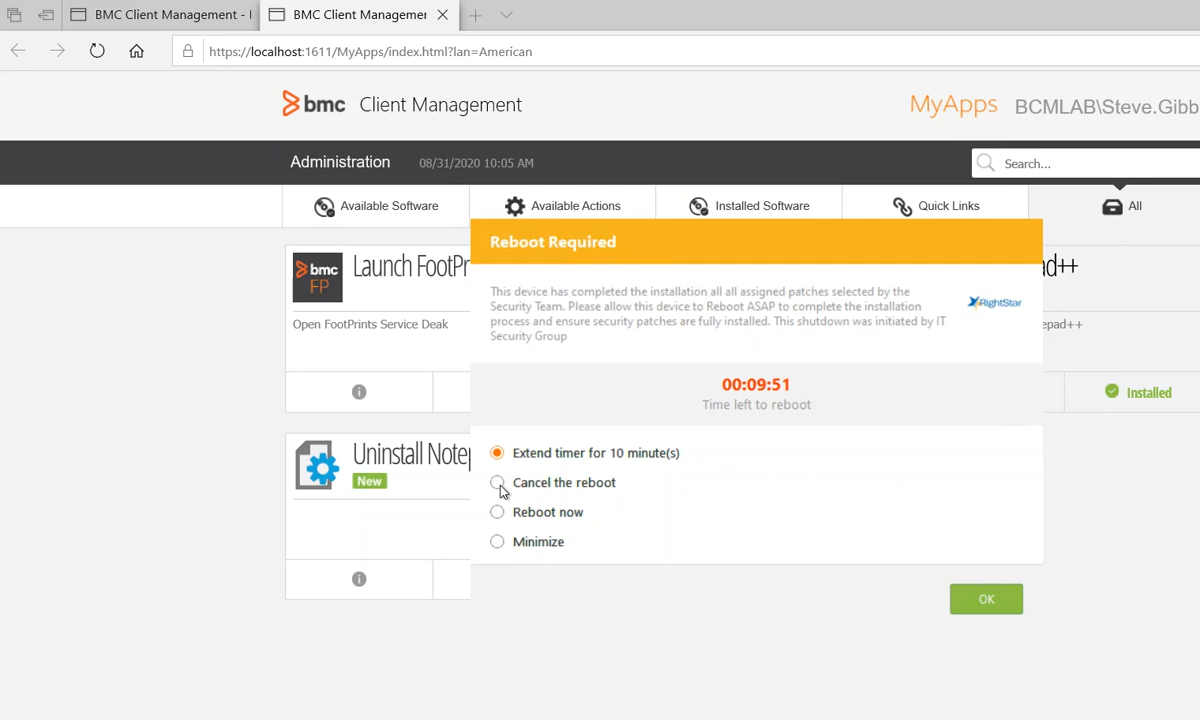 BMC Client Management - I
BMC Client Managemer
https://localhost:1611/MyApps/index.html?lan=American
bmc Client Management
MyApps BCMLAB\Steve.Gibb
Administration 08/31/2020 10:05 AM
Search...
Available Software
Available Actions
Installed Software
Quick Links
All
bmc
FP
Launch FootPr
Open FootPrints Service Deak
Reboot Required
This device has completed the installation all all assigned patches selected by the
Security Team. Please allow this device to Reboot ASAP to complete the installation
process and ensure security patches are fully installed. This shutdown was initiated by IT
Security Group
RightStar
00:09:51
Time left to reboot
Extend timer for 10 minute(s)
Cancel the reboot
Reboot now
Minimize
OK
ad++
epad++
Installed
Uninstall Note
New